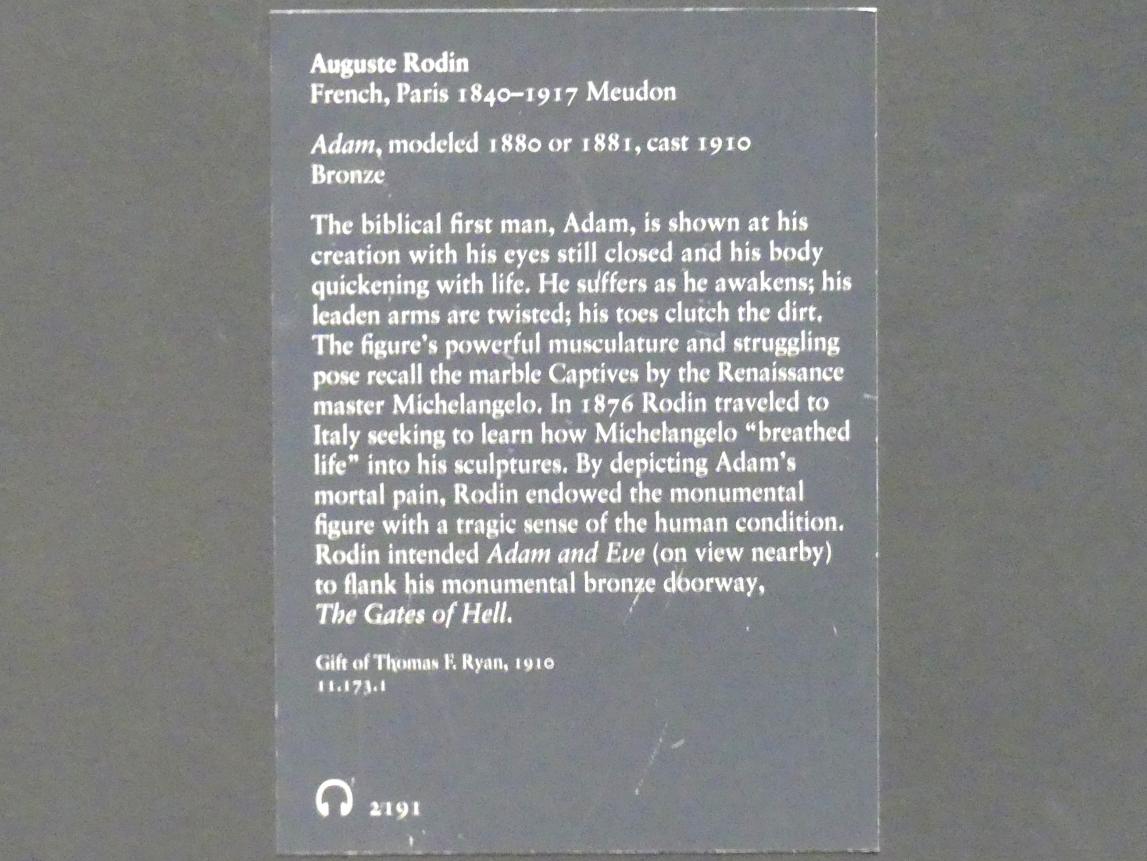 Auguste Rodin
French, Paris 1840–1917 Meudon
Adam, modeled 1880 or 1881, cast 1910
Bronze
The biblical first man, Adam, is shown at his
creation with his eyes still closed and his body
quickening with life. He suffers as he awakens; his
leaden arms are twisted; his toes clutch the dirt.
The figure's powerful musculature and struggling
pose recall the marble Captives by the Renaissance
master Michelangelo. In 1876 Rodin traveled to
Italy seeking to learn how Michelangelo “breathed
life” into his sculptures. By depicting Adam's
mortal pain, Rodin endowed the monumental
figure with a tragic sense of the human condition.
Rodin intended Adam and Eve (on view nearby)
to flank his monumental bronze doorway,
The Gates of Hell.
Gift of Thomas F. Ryan, 1910
11.173.1
2191